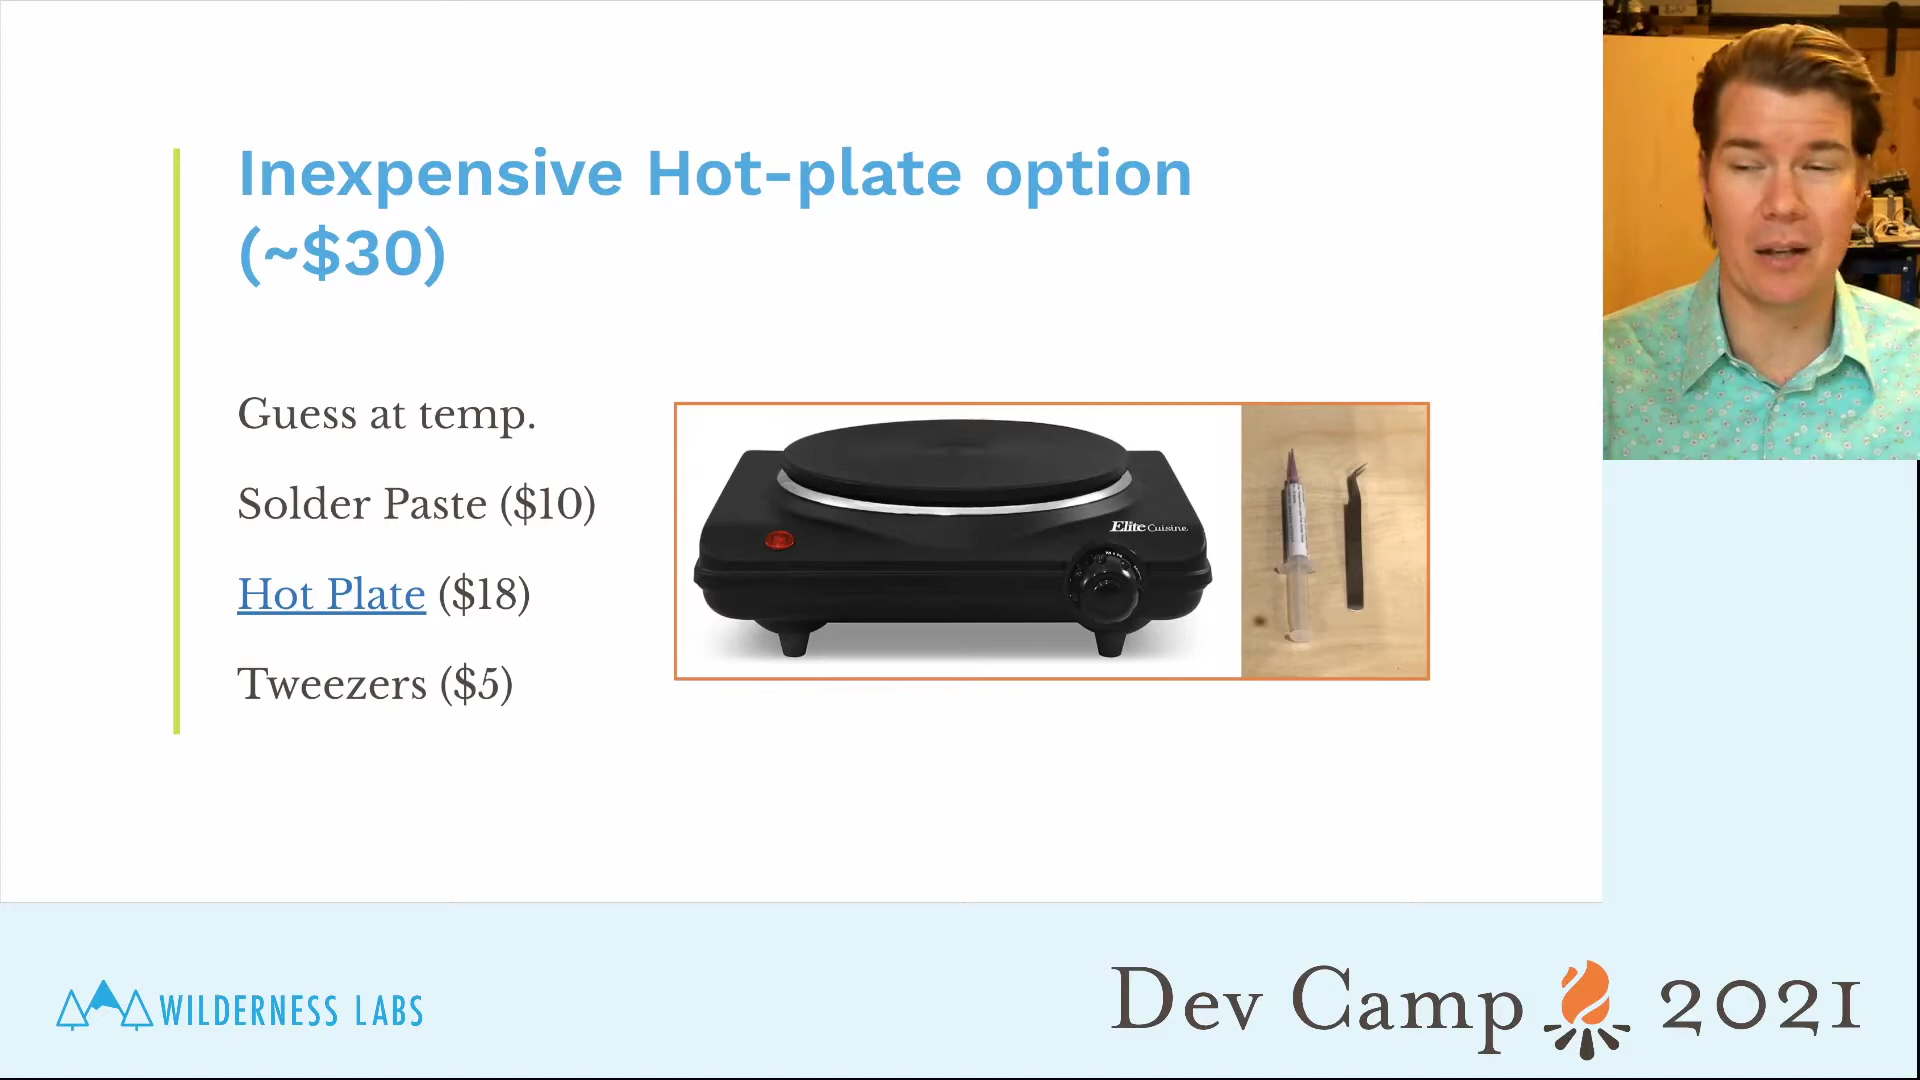 Inexpensive Hot-plate option
(~$30)
Guess at temp.
Solder Paste ($10)
Hot Plate ($18)
Tweezers ($5)
Elite Cuisine
MIN
WILDERNESS LABS
Dev Camp 2021